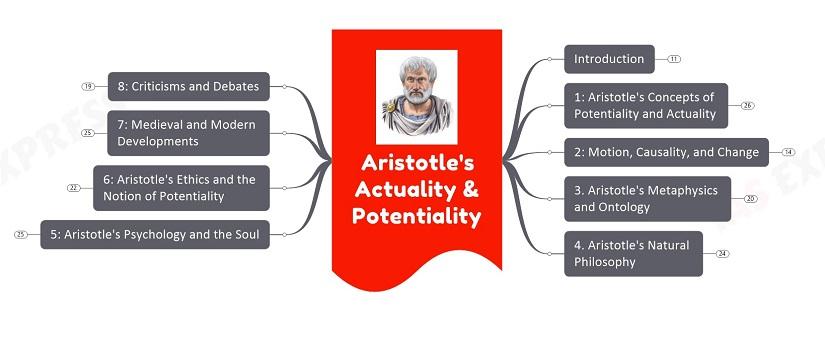 Aristotle's
Actuality &
Potentiality
Introduction
11
1: Aristotle's Concepts of
Potentiality and Actuality
26
2: Motion, Causality, and Change
14
3. Aristotle's Metaphysics
and Ontology
20
4. Aristotle's Natural
Philosophy
24
5: Aristotle's Psychology and the Soul
25
6: Aristotle's Ethics and the
Notion of Potentiality
22
7: Medieval and Modern
Developments
25
8: Criticisms and Debates
19